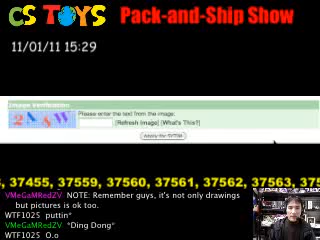 CS TOYS Pack-and-Ship Show
11/01/11 15:29
Image Verification
Please enter the text from the image:
[Refresh Image] [What's This?]
, 37455, 37559, 37560, 37561, 37562, 37563, 375
VMeGaMRedZV NOTE: Remember guys, it's not only drawings
but pictures is ok too.
WTF1025 puttin"
VMeGaMRedZV "Ding Dong"
WTF1025 O.o